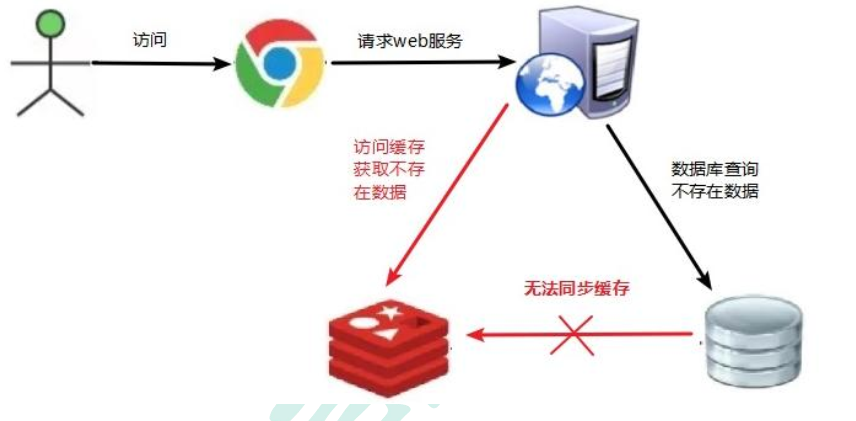 访问
请求web服务
访问缓存
获取不存
在数据
数据库查询
不存在数据
无法同步缓存